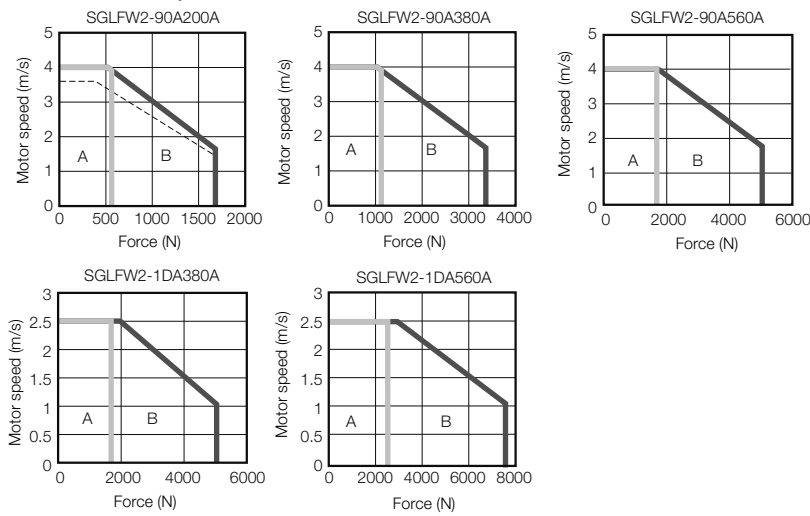 SGLFW2-90A200A
5
4
3
2
1
0
Motor speed (m/s)
A
B
0 500 1000 1500 2000
Force (N)
SGLFW2-90A380A
5
4
3
2
1
0
Motor speed (m/s)
A
B
0 1000 2000 3000 4000
Force (N)
SGLFW2-90A560A
5
4
3
2
1
0
Motor speed (m/s)
A
B
0 2000 4000 6000
Force (N)
SGLFW2-1DA380A
3
2.5
2
1.5
1
0.5
0
Motor speed (m/s)
A
B
0 2000 4000 6000
Force (N)
SGLFW2-1DA560A
3
2.5
2
1.5
1
0.5
0
Motor speed (m/s)
A
B
0 2000 4000 6000 8000
Force (N)